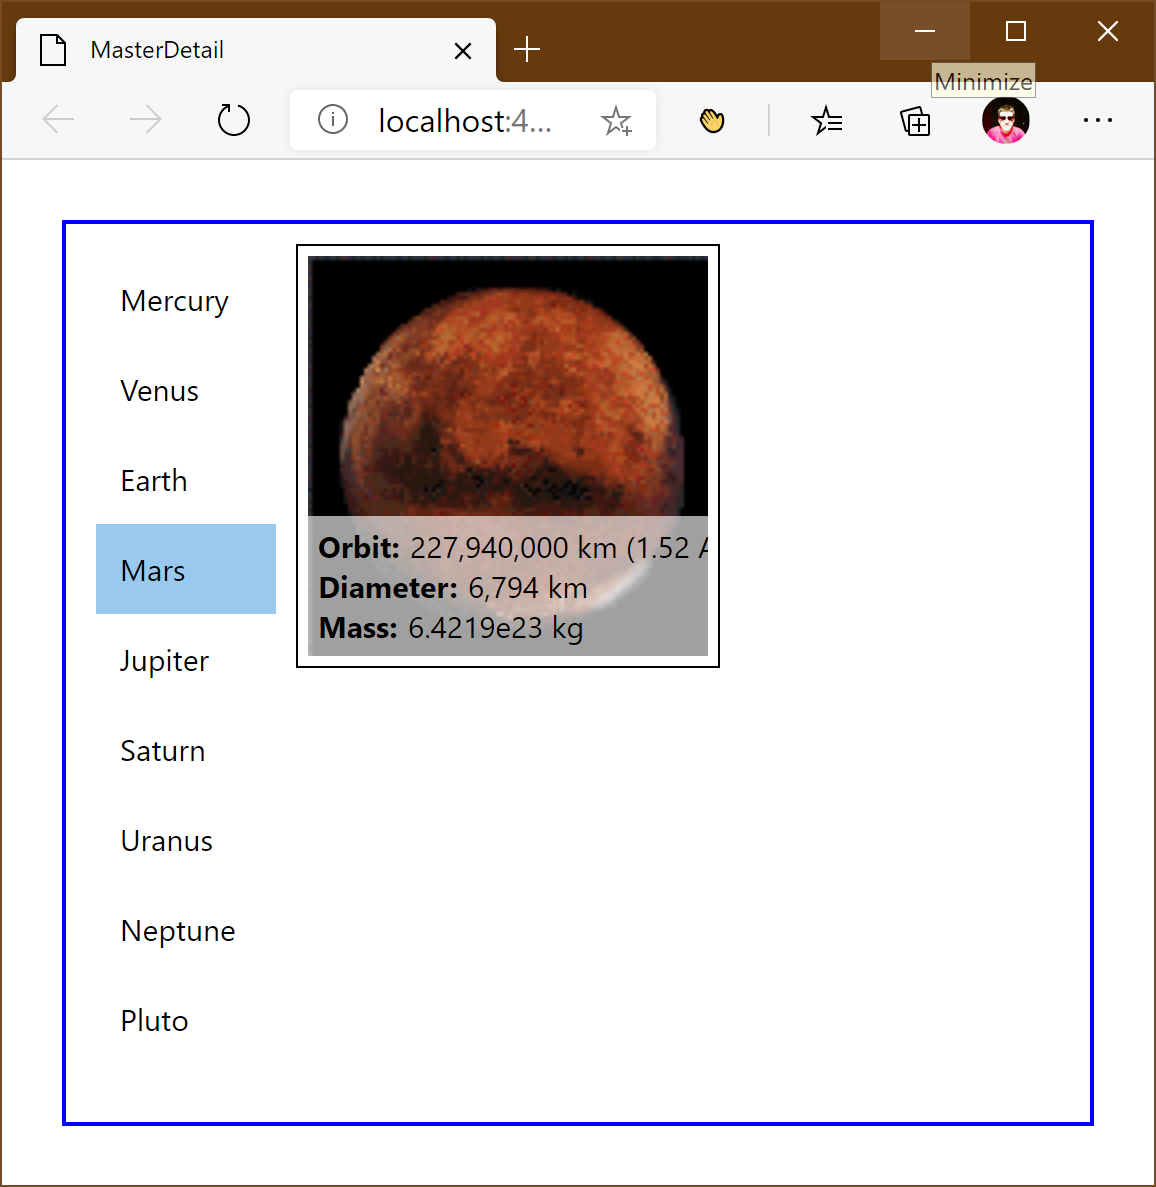 MasterDetail
Minimize
localhost:4...
Mercury
Venus
Earth
Mars
Jupiter
Saturn
Uranus
Neptune
Pluto
Orbit: 227,940,000 km (1.52 A
Diameter: 6,794 km
Mass: 6.4219e23 kg